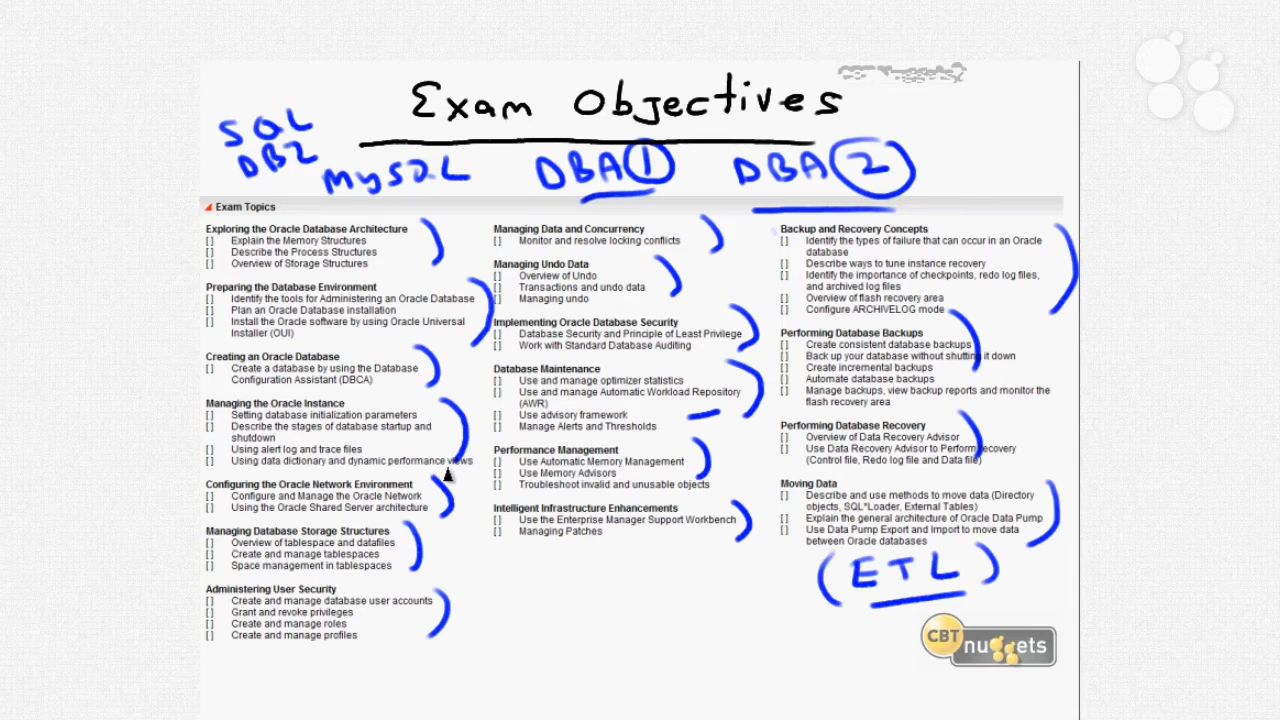 Exam Objectives
SQL
DB2
MySQL
DBA 1
DBA 2
Exam Topics
Exploring the Oracle Database Architecture
[ ] Explain the Memory Structures
[ ] Describe the Process Structures
[ ] Overview of Storage Structures
Preparing the Database Environment
[ ] Identify the tools for Administering an Oracle Database
[ ] Plan an Oracle Database installation
[ ] Install the Oracle software by using Oracle Universal
Installer (OUI)
Creating an Oracle Database
[ ] Create a database by using the Database
Configuration Assistant (DBCA)
Managing the Oracle Instance
[ ] Setting database initialization parameters
[ ] Describe the stages of database startup and
shutdown
[ ] Using alert log and trace files
[ ] Using data dictionary and dynamic performance views
Configuring the Oracle Network Environment
[ ] Configure and Manage the Oracle Network
[ ] Using the Oracle Shared Server architecture
Managing Database Storage Structures
[ ] Overview of tablespace and datafiles
[ ] Create and manage tablespaces
[ ] Space management in tablespaces
Administering User Security
[ ] Create and manage database user accounts
[ ] Grant and revoke privileges
[ ] Create and manage roles
[ ] Create and manage profiles
Managing Data and Concurrency
[ ] Monitor and resolve locking conflicts
Managing Undo Data
[ ] Overview of Undo
[ ] Transactions and undo data
[ ] Managing undo
Implementing Oracle Database Security
[ ] Database Security and Principle of Least Privilege
[ ] Work with Standard Database Auditing
Database Maintenance
[ ] Use and manage optimizer statistics
[ ] Use and manage Automatic Workload Repository
(AWR)
[ ] Use advisory framework
[ ] Manage Alerts and Thresholds
Performance Management
[ ] Use Automatic Memory Management
[ ] Use Memory Advisors
[ ] Troubleshoot invalid and unusable objects
Intelligent Infrastructure Enhancements
[ ] Use the Enterprise Manager Support Workbench
[ ] Managing Patches
Backup and Recovery Concepts
[ ] Identify the types of failure that can occur in an Oracle
database
[ ] Describe ways to tune instance recovery
[ ] Identify the importance of checkpoints, redo log files,
and archived log files
[ ] Overview of flash recovery area
[ ] Configure ARCHIVELOG mode
Performing Database Backups
[ ] Create consistent database backups
[ ] Back up your database without shutting it down
[ ] Create incremental backups
[ ] Automate database backups
[ ] Manage backups, view backup reports and monitor the
flash recovery area
Performing Database Recovery
[ ] Overview of Data Recovery Advisor
[ ] Use Data Recovery Advisor to Perform recovery
(Control file, Redo log file and Data file)
Moving Data
[ ] Describe and use methods to move data (Directory
objects, SQL*Loader, External Tables)
[ ] Explain the general architecture of Oracle Data Pump
[ ] Use Data Pump Export and Import to move data
between Oracle databases
(ETL)
CBT nuggets